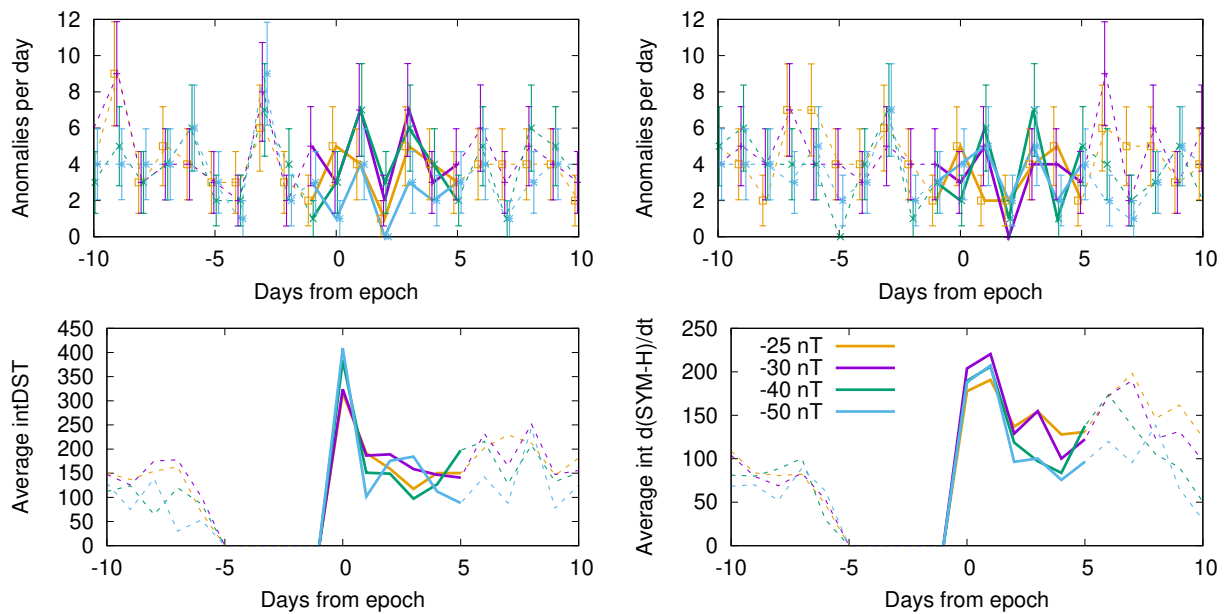 Anomalies per day
12
10
8
6
4
2
0
-10 -5 0 5 10
Days from epoch
Anomalies per day
12
10
8
6
4
2
0
-10 -5 0 5 10
Days from epoch
Average intDST
450
400
350
300
250
200
150
100
50
0
-10 -5 0 5 10
Days from epoch
Average int d(SYM-H)/dt
250
200
150
100
50
0
-10 -5 0 5 10
Days from epoch
-25 nT
-30 nT
-40 nT
-50 nT